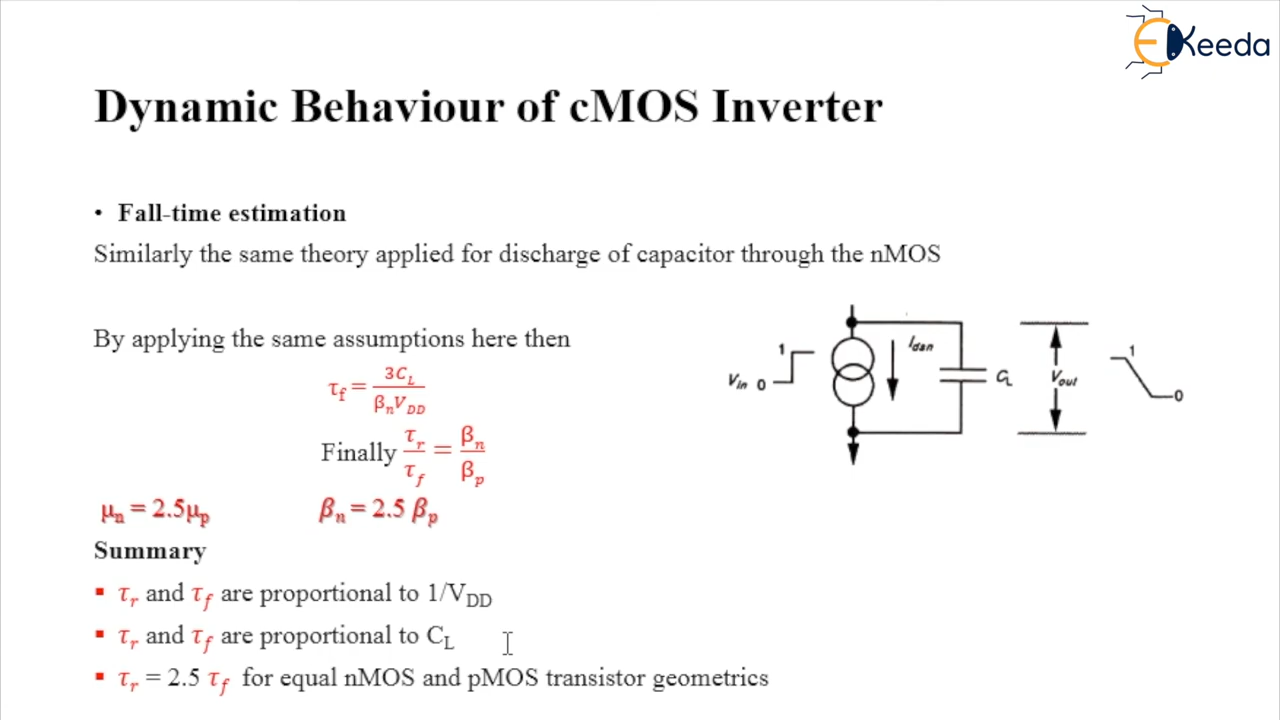 EKeeda
Dynamic Behaviour of cMOS Inverter
• Fall-time estimation
Similarly the same theory applied for discharge of capacitor through the nMOS
By applying the same assumptions here then
τf = 3CL / βnVDD
Finally τr / τf = βn / βp
μn = 2.5μp βn = 2.5 βp
Summary
▪ τr and τf are proportional to 1/VDD
▪ τr and τf are proportional to CL
▪ τr = 2.5 τf for equal nMOS and pMOS transistor geometrics
Vin 0 1 Idsn CL Vout 1 0